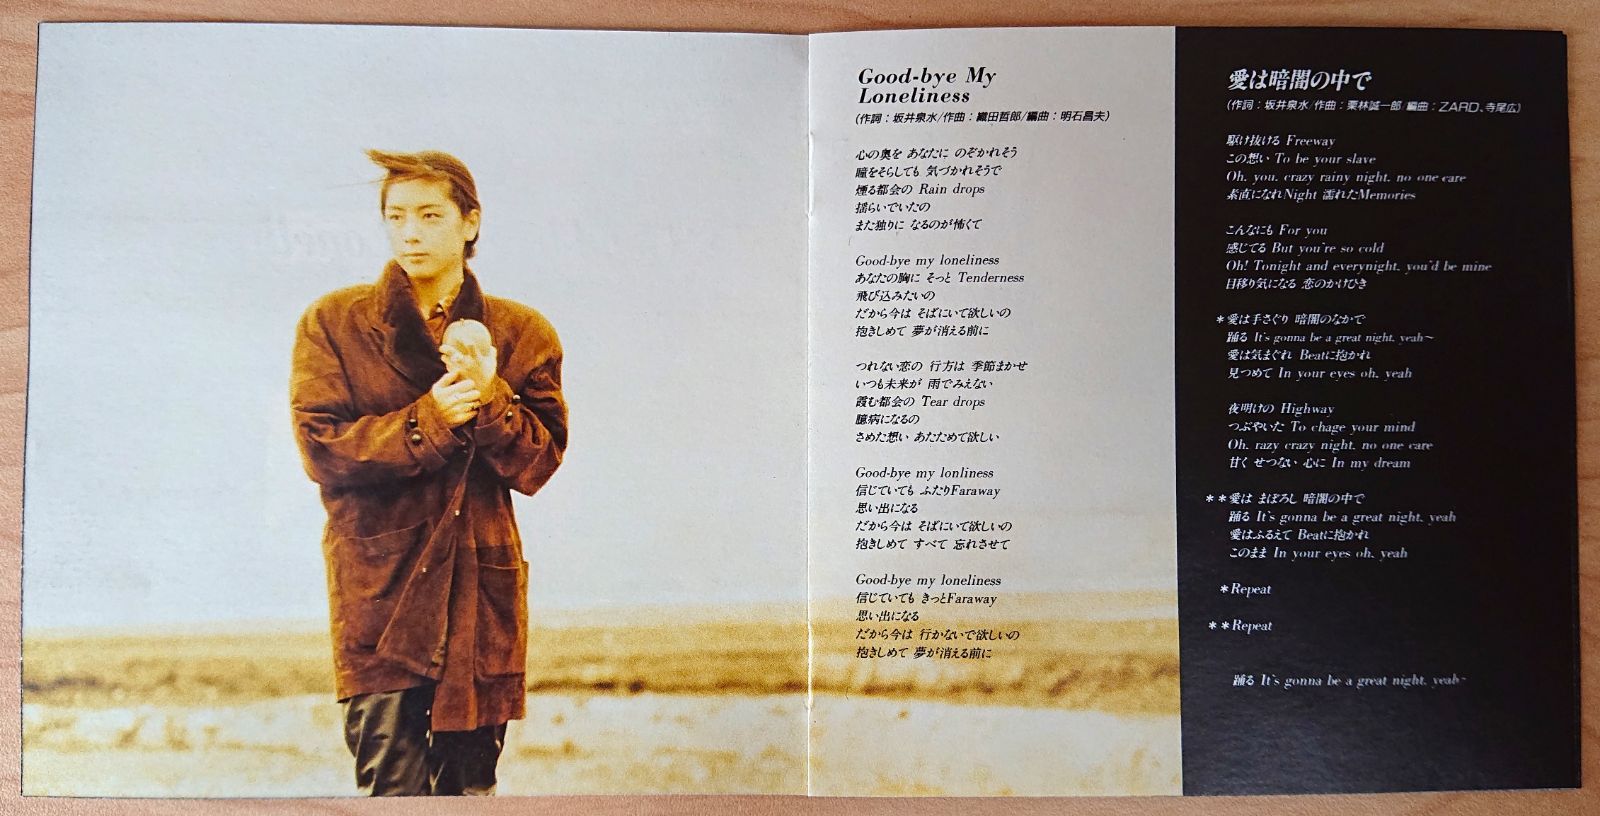 Good-bye My
Loneliness
(作詞：坂井泉水/作曲：織田哲郎/編曲：明石昌夫)
心の奥を あなたに のぞかれそう
瞳をそらしても 気づかれそうで
煙る都会の Rain drops
揺らいでいたの
また独りに なるのが怖くて
Good-bye my loneliness
あなたの胸に そっと Tenderness
飛び込みたいの
だから今は そばにいて欲しいの
抱きしめて 夢が消える前に
つれない恋の 行方は 季節まかせ
いつも未来が 雨でみえない
霞む都会の Tear drops
臆病になるの
さめた想い あたためて欲しい
Good-bye my lonliness
信じていても ふたりFaraway
思い出になる
だから今は そばにいて欲しいの
抱きしめて すべて 忘れさせて
Good-bye my loneliness
信じていても きっとFaraway
思い出になる
だから今は 行かないで欲しいの
抱きしめて 夢が消える前に
愛は暗闇の中で
(作詞：坂井泉水/作曲：栗林誠一郎/編曲：ZARD、寺尾広)
駆け抜ける Freeway
この想い To be your slave
Oh, you, crazy rainy night, no one care
素直になれNight 濡れたMemories
こんなにも For you
感じてる But you're so cold
Oh! Tonight and everynight, you'd be mine
目移り気になる 恋のかけひき
＊愛は手さぐり 暗闇のなかで
踊る It's gonna be a great night, yeah～
愛は気まぐれ Beatに抱かれ
見つめて In your eyes oh, yeah
夜明けの Highway
つぶやいた To chage your mind
Oh, razy crazy night, no one care
甘く せつない 心に In my dream
＊＊愛は まぼろし 暗闇の中で
踊る It's gonna be a great night, yeah
愛はふるえて Beatに抱かれ
このまま In your eyes oh, yeah
＊Repeat
＊＊Repeat
踊る It's gonna be a great night, yeah～